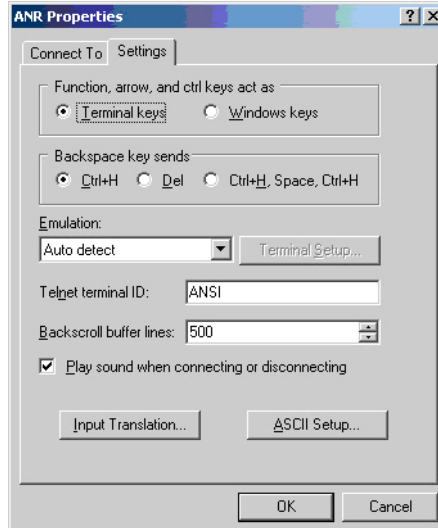 ANR Properties
Connect To Settings
Function, arrow, and ctrl keys act as
Terminal keys Windows keys
Backspace key sends
Ctrl+H Del Ctrl+H, Space, Ctrl+H
Emulation:
Auto detect Terminal Setup...
Telnet terminal ID: ANSI
Backscroll buffer lines: 500
Play sound when connecting or disconnecting
Input Translation... ASCII Setup...
OK Cancel